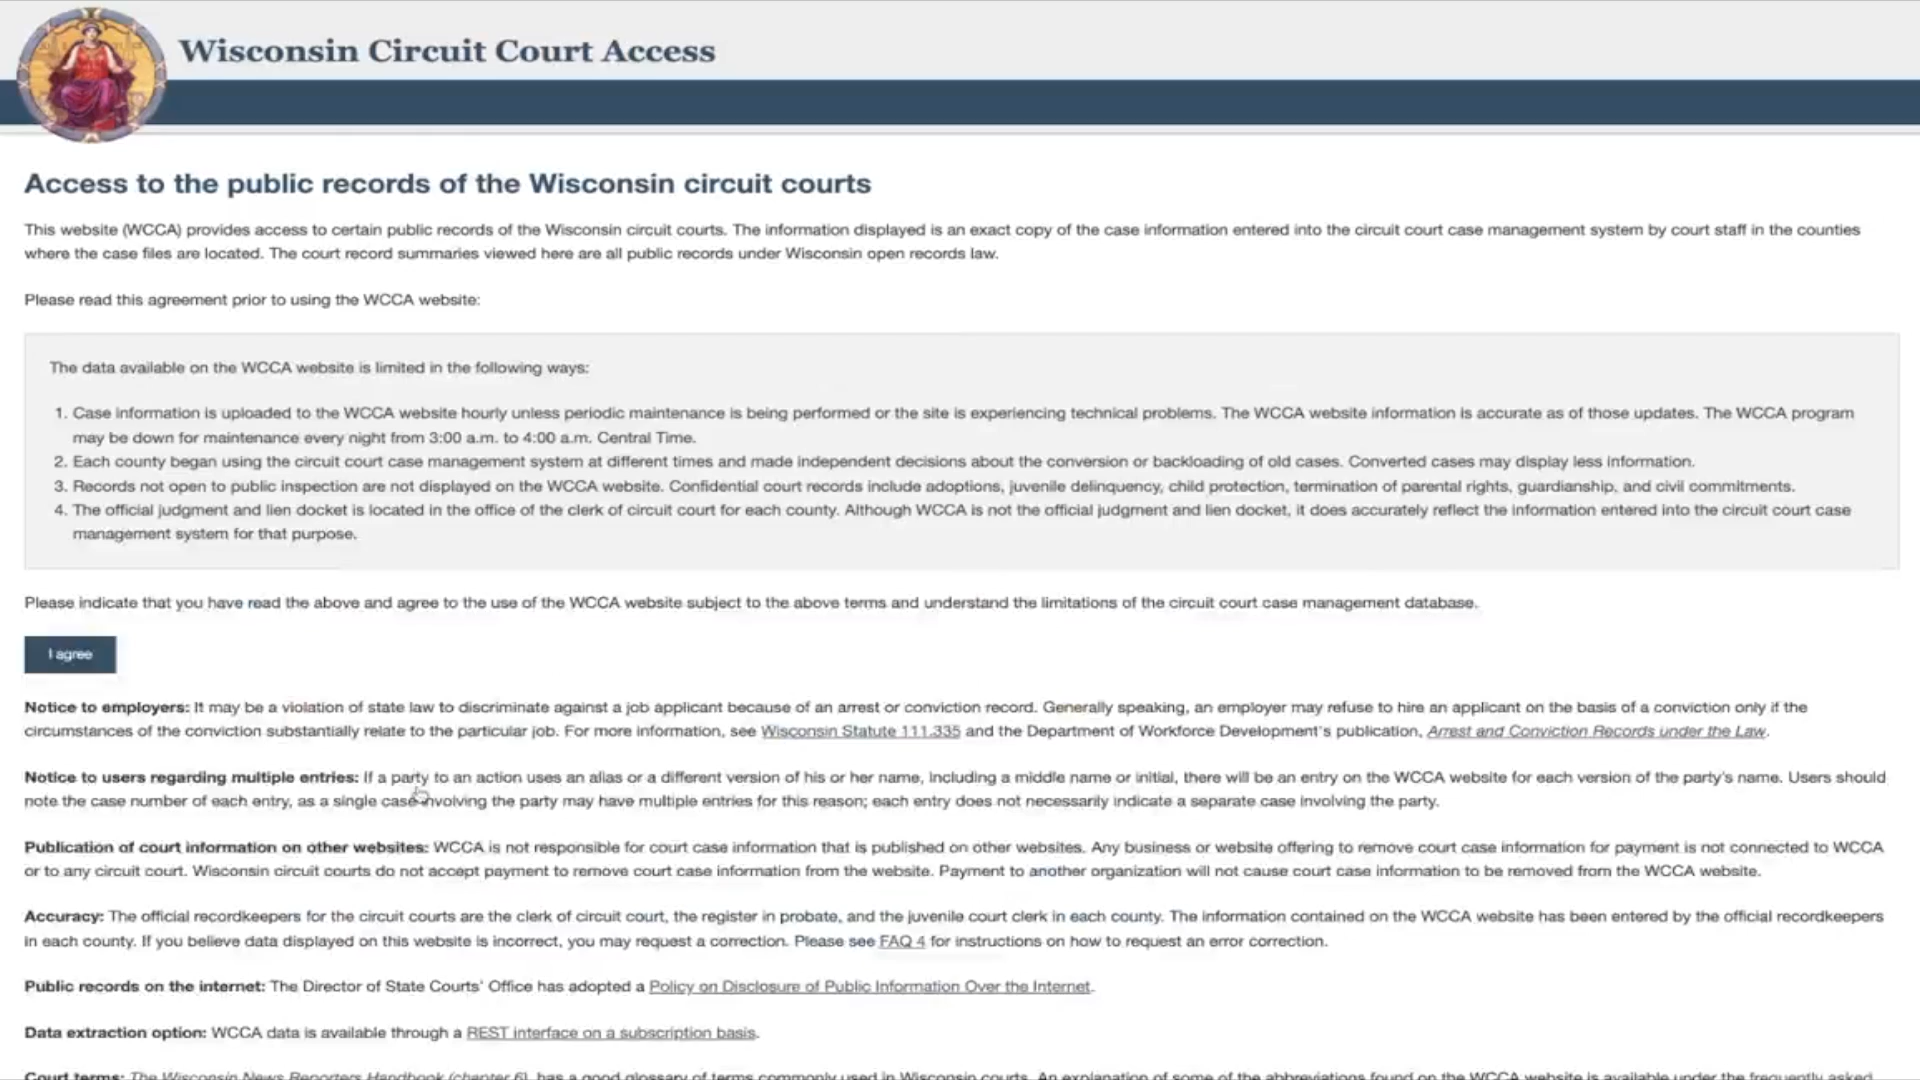 Wisconsin Circuit Court Access
Access to the public records of the Wisconsin circuit courts
This website (WCCA) provides access to certain public records of the Wisconsin circuit courts. The information displayed is an exact copy of the case information entered into the circuit court case management system by court staff in the counties
where the case files are located. The court record summaries viewed here are all public records under Wisconsin open records law.
Please read this agreement prior to using the WCCA website:
The data available on the WCCA website is limited in the following ways:
1. Case information is uploaded to the WCCA website hourly unless periodic maintenance is being performed or the site is experiencing technical problems. The WCCA website information is accurate as of those updates. The WCCA program
may be down for maintenance every night from 3:00 a.m. to 4:00 a.m. Central Time.
2. Each county began using the circuit court case management system at different times and made independent decisions about the conversion or backloading of old cases. Converted cases may display less information.
3. Records not open to public inspection are not displayed on the WCCA website. Confidential court records include adoptions, juvenile delinquency, child protection, termination of parental rights, guardianship, and civil commitments.
4. The official judgment and lien docket is located in the office of the clerk of circuit court for each county. Although WCCA is not the official judgment and lien docket, it does accurately reflect the information entered into the circuit court case
management system for that purpose.
Please indicate that you have read the above and agree to the use of the WCCA website subject to the above terms and understand the limitations of the circuit court case management database.
I agree
Notice to employers: It may be a violation of state law to discriminate against a job applicant because of an arrest or conviction record. Generally speaking, an employer may refuse to hire an applicant on the basis of a conviction only if the
circumstances of the conviction substantially relate to the particular job. For more information, see Wisconsin Statute 111.335 and the Department of Workforce Development's publication, Arrest and Conviction Records under the Law.
Notice to users regarding multiple entries: If a party to an action uses an alias or a different version of his or her name, including a middle name or initial, there will be an entry on the WCCA website for each version of the party's name. Users should
note the case number of each entry, as a single case involving the party may have multiple entries for this reason; each entry does not necessarily indicate a separate case involving the party.
Publication of court information on other websites: WCCA is not responsible for court case information that is published on other websites. Any business or website offering to remove court case information for payment is not connected to WCCA
or to any circuit court. Wisconsin circuit courts do not accept payment to remove court case information from the website. Payment to another organization will not cause court case information to be removed from the WCCA website.
Accuracy: The official recordkeepers for the circuit courts are the clerk of circuit court, the register in probate, and the juvenile court clerk in each county. The information contained on the WCCA website has been entered by the official recordkeepers
in each county. If you believe data displayed on this website is incorrect, you may request a correction. Please see FAQ 4 for instructions on how to request an error correction.
Public records on the internet: The Director of State Courts' Office has adopted a Policy on Disclosure of Public Information Over the Internet.
Data extraction option: WCCA data is available through a REST interface on a subscription basis.
Court terms: The Wisconsin News Reporters Handbook (chapter 6), has a good glossary of terms commonly used in Wisconsin courts. An explanation of some of the abbreviations found on the WCCA website is available under the frequently asked